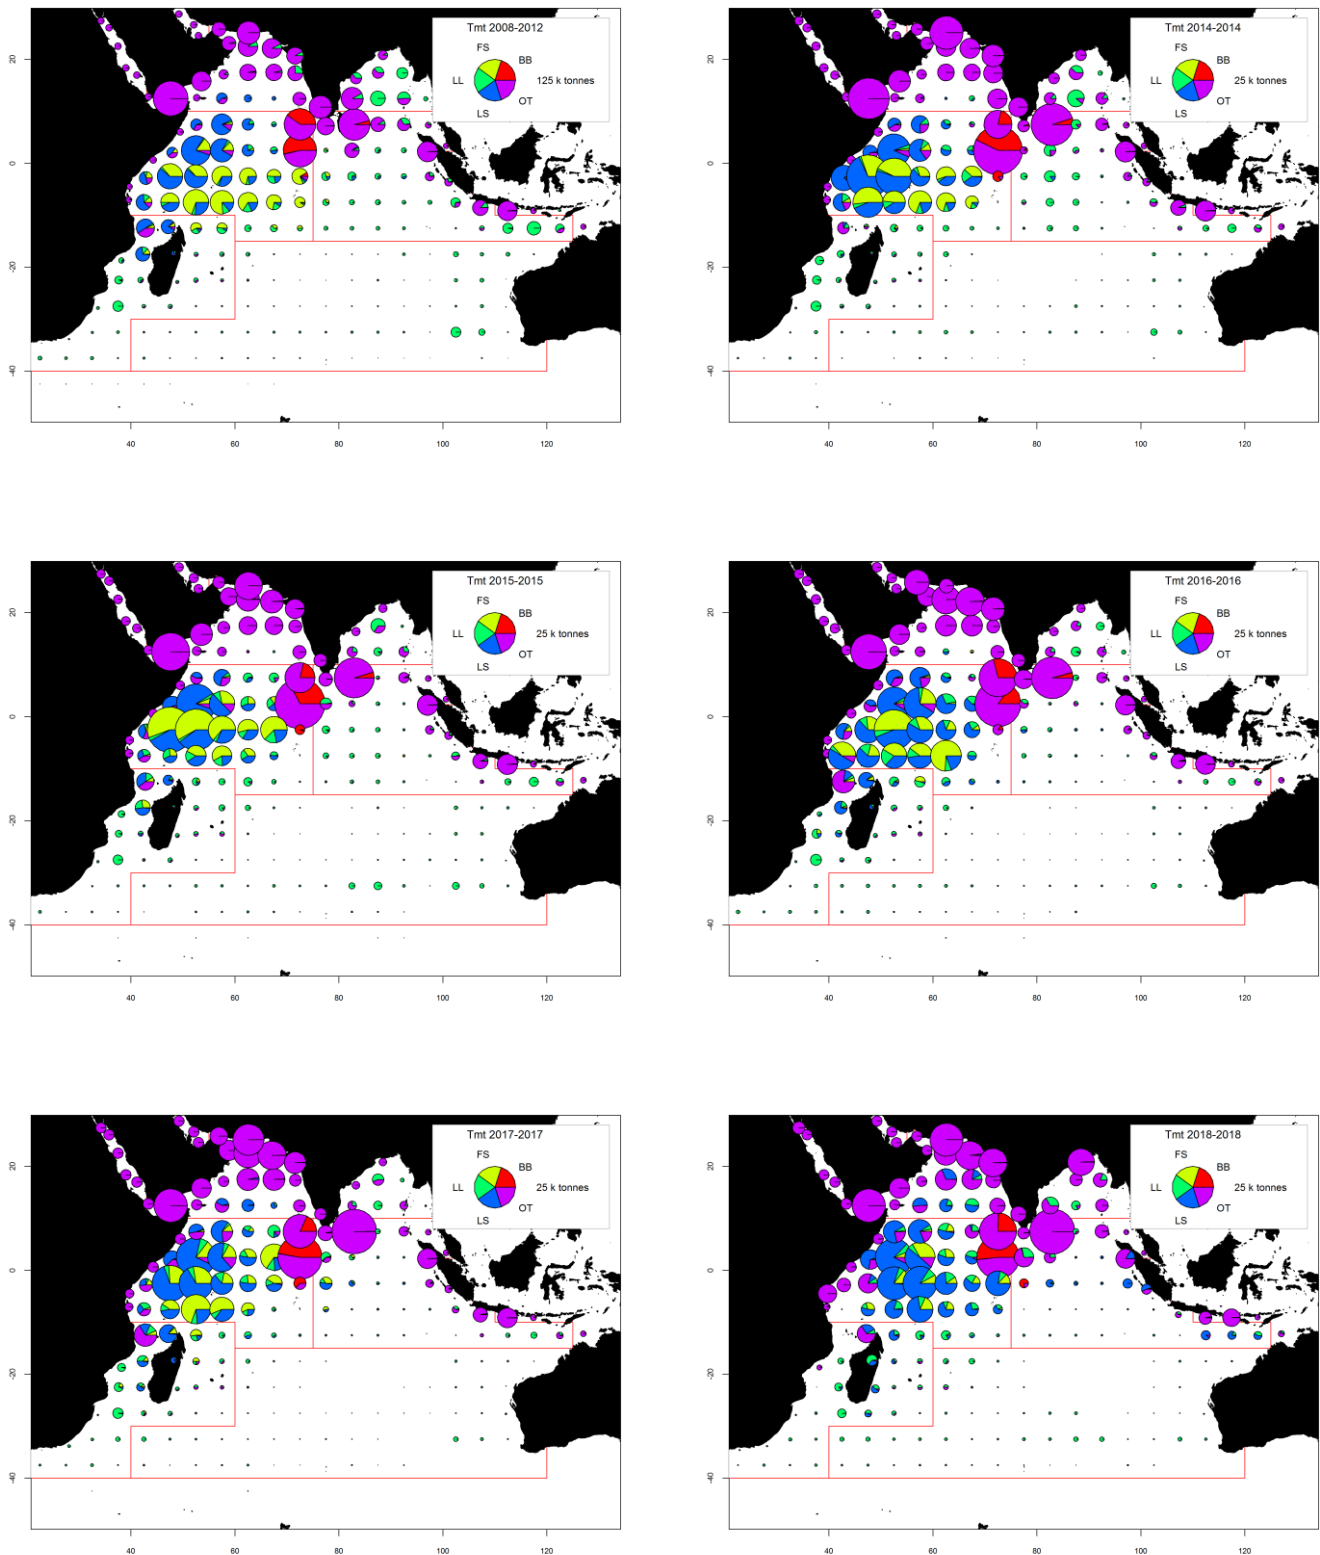 Tmt 2008-2012
FS
BB
LL
125 k tonnes
OT
LS
20
0
-20
-40
40
60
80
100
120
Tmt 2014-2014
FS
BB
LL
25 k tonnes
OT
LS
20
0
-20
-40
40
60
80
100
120
Tmt 2015-2015
FS
BB
LL
25 k tonnes
OT
LS
20
0
-20
-40
40
60
80
100
120
Tmt 2016-2016
FS
BB
LL
25 k tonnes
OT
LS
20
0
-20
-40
40
60
80
100
120
Tmt 2017-2017
FS
BB
LL
25 k tonnes
OT
LS
20
0
-20
-40
40
60
80
100
120
Tmt 2018-2018
FS
BB
LL
25 k tonnes
OT
LS
20
0
-20
-40
40
60
80
100
120